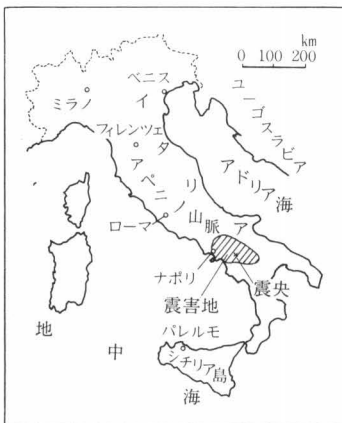 km
0 100 200
ベニス
ミラノ
イタリア
ユーゴスラビア
フィレンツェ
アドリア海
アペニノ山脈
ローマ
ナポリ
震央
震害地
パレルモ
シチリア島
地中海